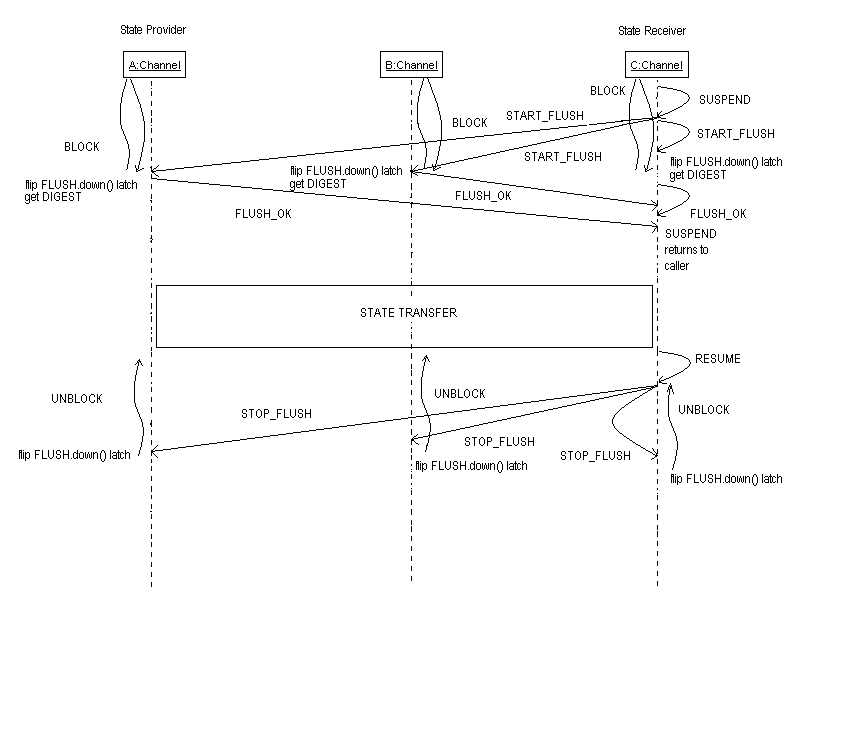 State Provider
State Receiver
A:Channel
B:Channel
C:Channel
BLOCK
SUSPEND
START_FLUSH
BLOCK
START_FLUSH
BLOCK
START_FLUSH
flip FLUSH.down() latch
get DIGEST
flip FLUSH.down() latch
get DIGEST
flip FLUSH.down() latch
get DIGEST
FLUSH_OK
FLUSH_OK
FLUSH_OK
SUSPEND
returns to
caller
STATE TRANSFER
RESUME
UNBLOCK
UNBLOCK
UNBLOCK
STOP_FLUSH
STOP_FLUSH
STOP_FLUSH
flip FLUSH.down() latch
flip FLUSH.down() latch
flip FLUSH.down() latch